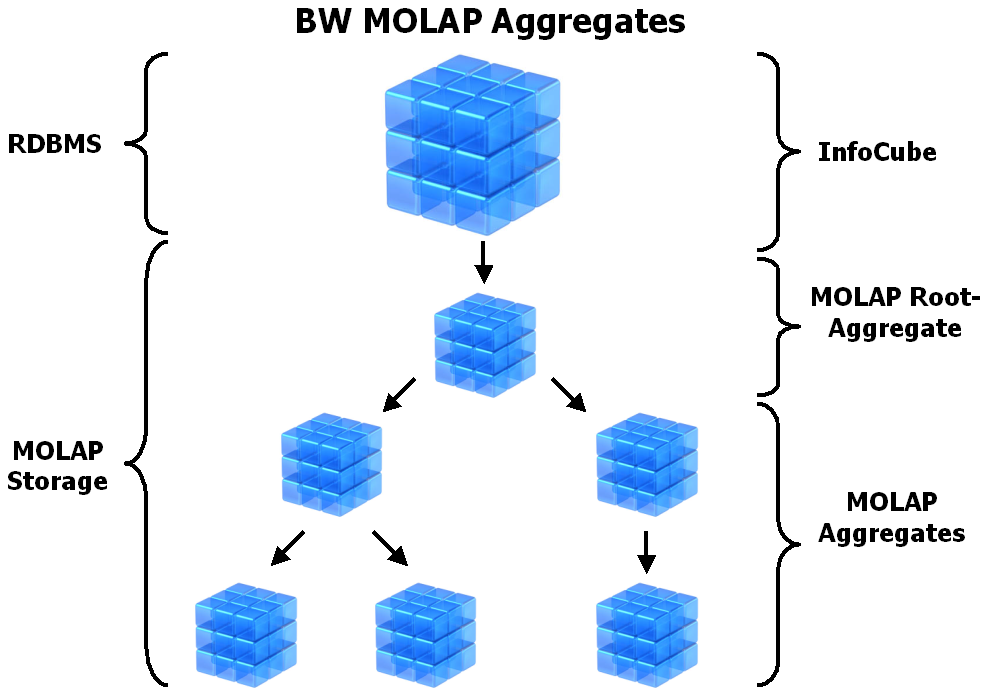 BW MOLAP Aggregates
RDBMS
InfoCube
MOLAP Root-
Aggregate
MOLAP
Storage
MOLAP
Aggregates